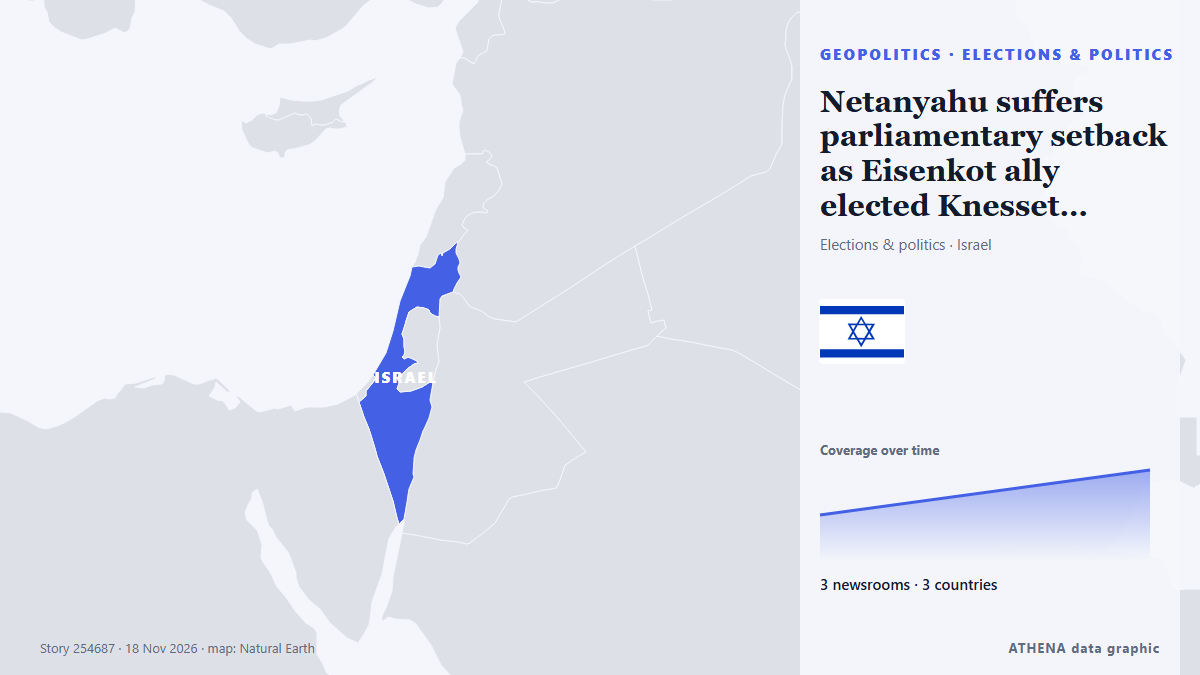 GEOPOLITICS · ELECTIONS & POLITICS
Netanyahu suffers
parliamentary setback
as Eisenkot ally
elected Knesset...
Elections & politics · Israel
ISRAEL
Coverage over time
3 newsrooms · 3 countries
Story 254687 · 18 Nov 2026 · map: Natural Earth
ATHENA data graphic